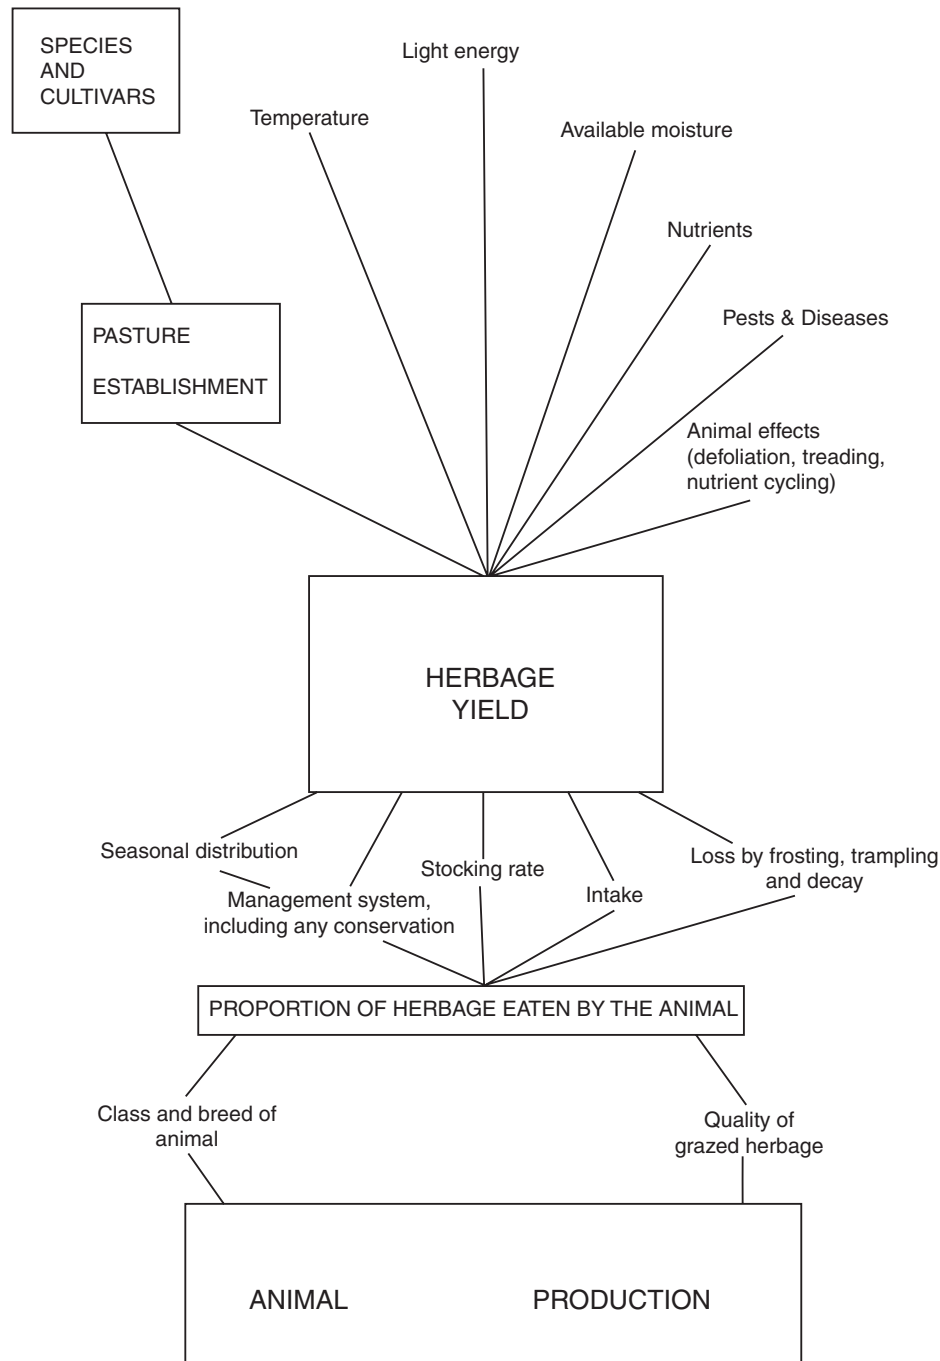 SPECIES
AND
CULTIVARS
Light energy
Temperature
Available moisture
Nutrients
Pests & Diseases
PASTURE
ESTABLISHMENT
Animal effects
(defoliation, treading,
nutrient cycling)
HERBAGE
YIELD
Seasonal distribution
Management system,
including any conservation
Stocking rate
Intake
Loss by frosting, trampling
and decay
PROPORTION OF HERBAGE EATEN BY THE ANIMAL
Class and breed of
animal
Quality of
grazed herbage
ANIMAL PRODUCTION